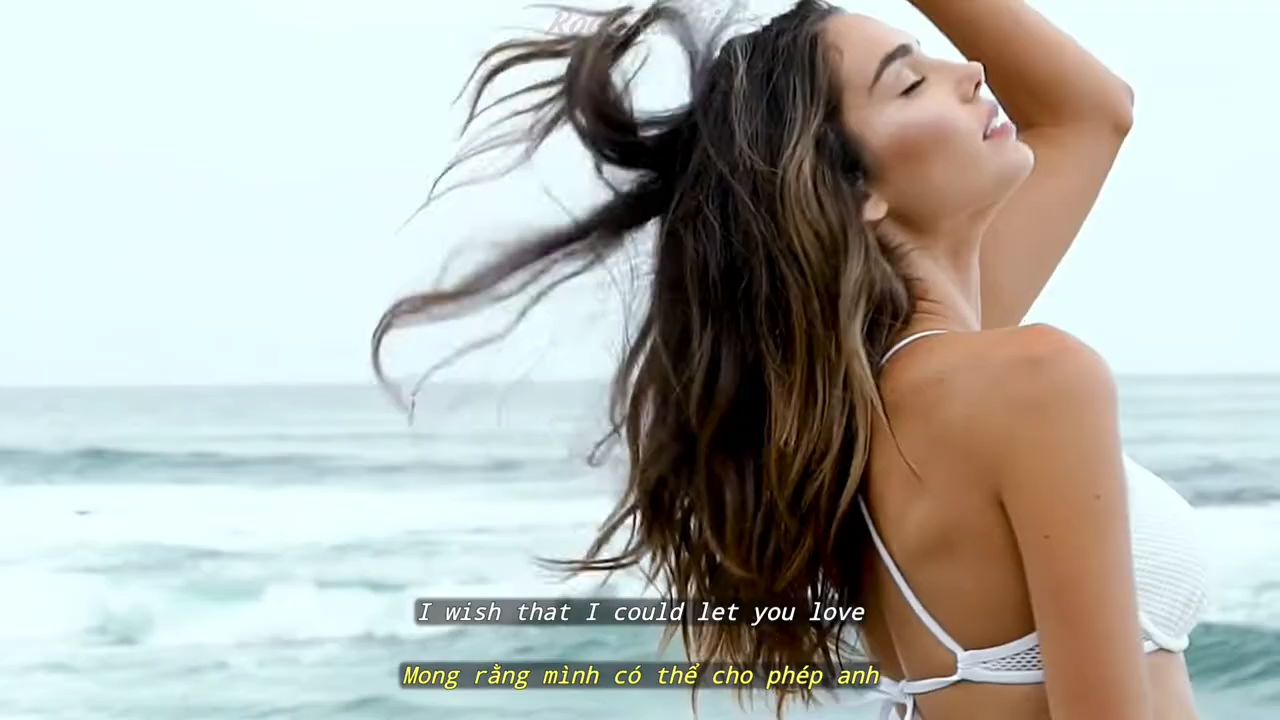 I wish that I could let you love
Mong rằng mình có thể cho phép anh